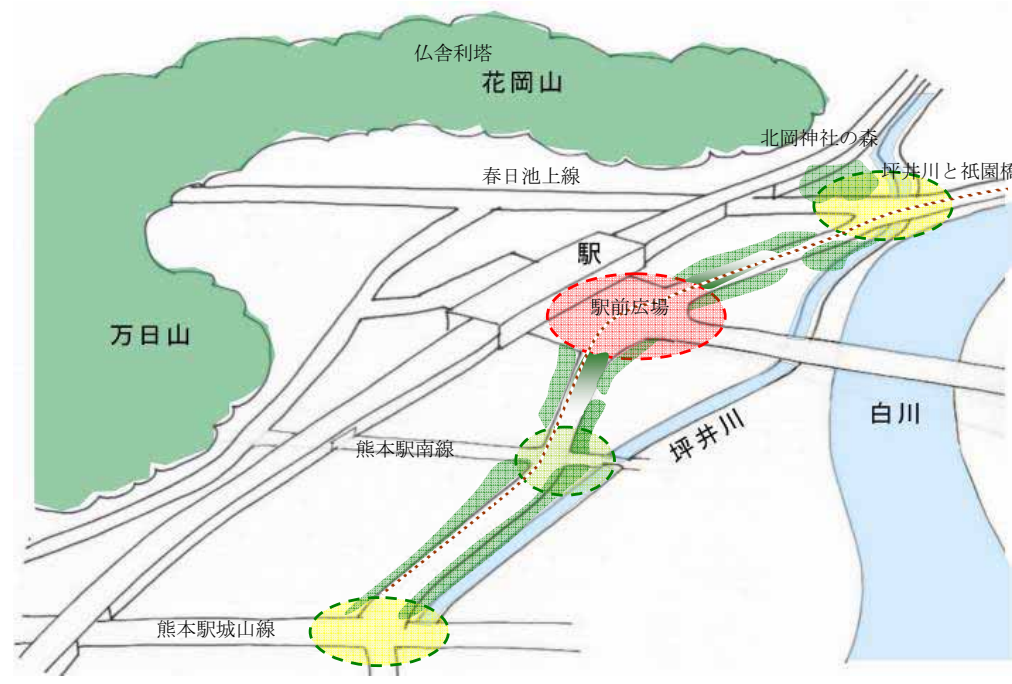 仏舎利塔
花岡山
北岡神社の森
春日池上線
坪井川と祇園橋
駅
駅前広場
万日山
白川
坪井川
熊本駅南線
熊本駅城山線